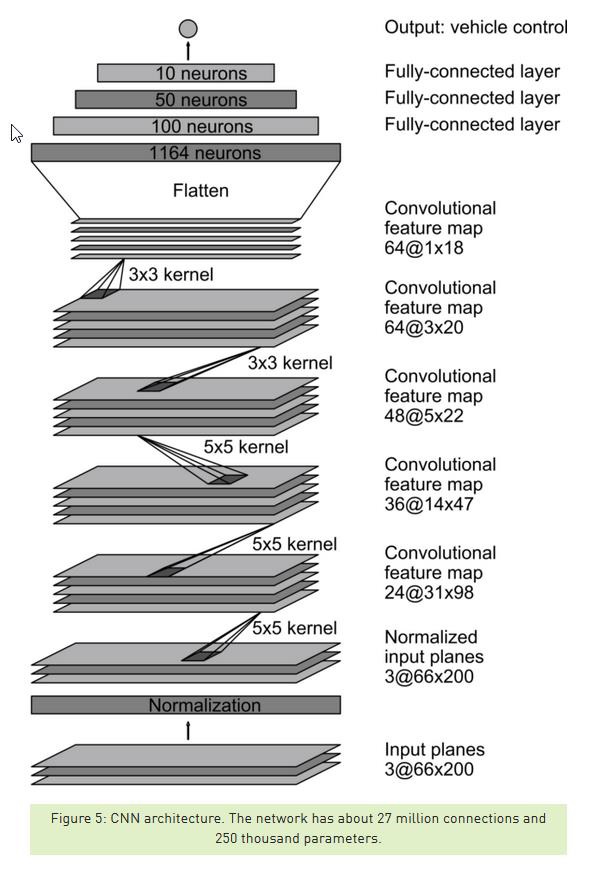 Output: vehicle control
10 neurons
Fully-connected layer
50 neurons
Fully-connected layer
100 neurons
Fully-connected layer
1164 neurons
Flatten
Convolutional
feature map
64@1x18
3x3 kernel
Convolutional
feature map
64@3x20
3x3 kernel
Convolutional
feature map
48@5x22
5x5 kernel
Convolutional
feature map
36@14x47
5x5 kernel
Convolutional
feature map
24@31x98
5x5 kernel
Normalized
input planes
3@66x200
Normalization
Input planes
3@66x200
Figure 5: CNN architecture. The network has about 27 million connections and
250 thousand parameters.